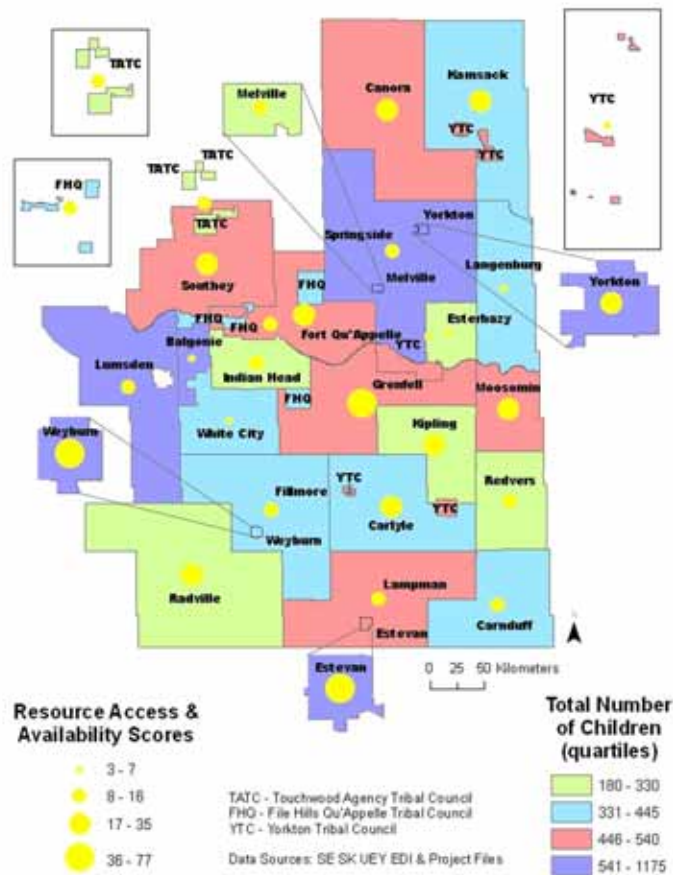 TATC
Melville
Canora
Kamsack
YTC
TATC
TATC
YTC
YTC
FHQ
TATC
Springside
Yorkton
Southey
FHQ
Melville
Langenburg
Yorkton
FHQ
FHQ
Balgonie
Fort Qu'Appelle
Esterhazy
YTC
Lumsden
Indian Head
Grenfell
Moosomin
FHQ
White City
Kipling
Weyburn
Redvers
Fillmore
YTC
YTC
Carlyle
Weyburn
Radville
Lampman
Carnduff
Estevan
0 25 50 Kilometers
Estevan
Resource Access &
Availability Scores
3 - 7
8 - 16
17 - 35
36 - 77
TATC - Touchwood Agency Tribal Council
FHQ - File Hills Qu'Appelle Tribal Council
YTC - Yorkton Tribal Council
Data Sources: SE SK UEY EDI & Project Files
Total Number
of Children
(quartiles)
180 - 330
331 - 445
446 - 540
541 - 1175